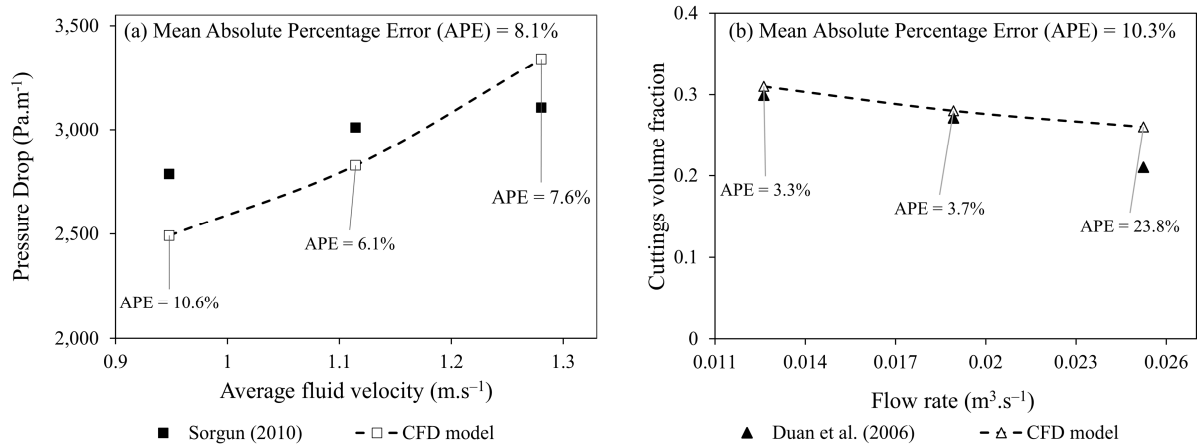 (a) Mean Absolute Percentage Error (APE) = 8.1%
Pressure Drop (Pa.m⁻¹)
3,500
3,000
2,500
2,000
APE = 7.6%
APE = 6.1%
APE − 10.6%
0.9 1 1.1 1.2 1.3
Average fluid velocity (m.s⁻¹)
Sorgun (2010) CFD model
(b) Mean Absolute Percentage Error (APE) = 10.3%
Cuttings volume fraction
0.4
0.3
0.2
0.1
0
APE = 3.3%
APE = 3.7%
APE = 23.8%
0.011 0.014 0.017 0.02 0.023 0.026
Flow rate (m³.s⁻¹)
Duan et al. (2006) CFD model